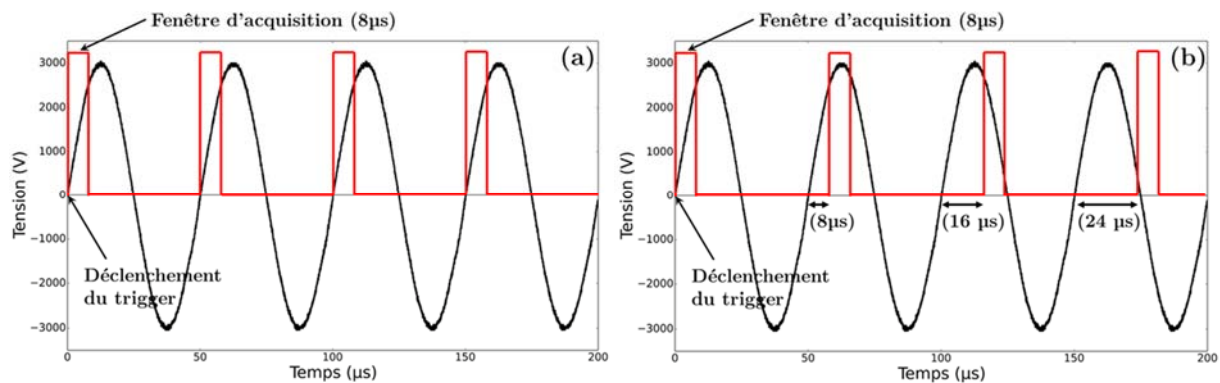 Fenêtre d'acquisition (8µs)
(a)
3000
2000
1000
0
−1000
−2000
−3000
Tension (V)
Déclenchement
du trigger
0 50 100 150 200
Temps (µs)
Fenêtre d'acquisition (8µs)
(b)
3000
2000
1000
0
−1000
−2000
−3000
Tension (V)
(8µs) (16 µs) (24 µs)
Déclenchement
du trigger
0 50 100 150 200
Temps (µs)